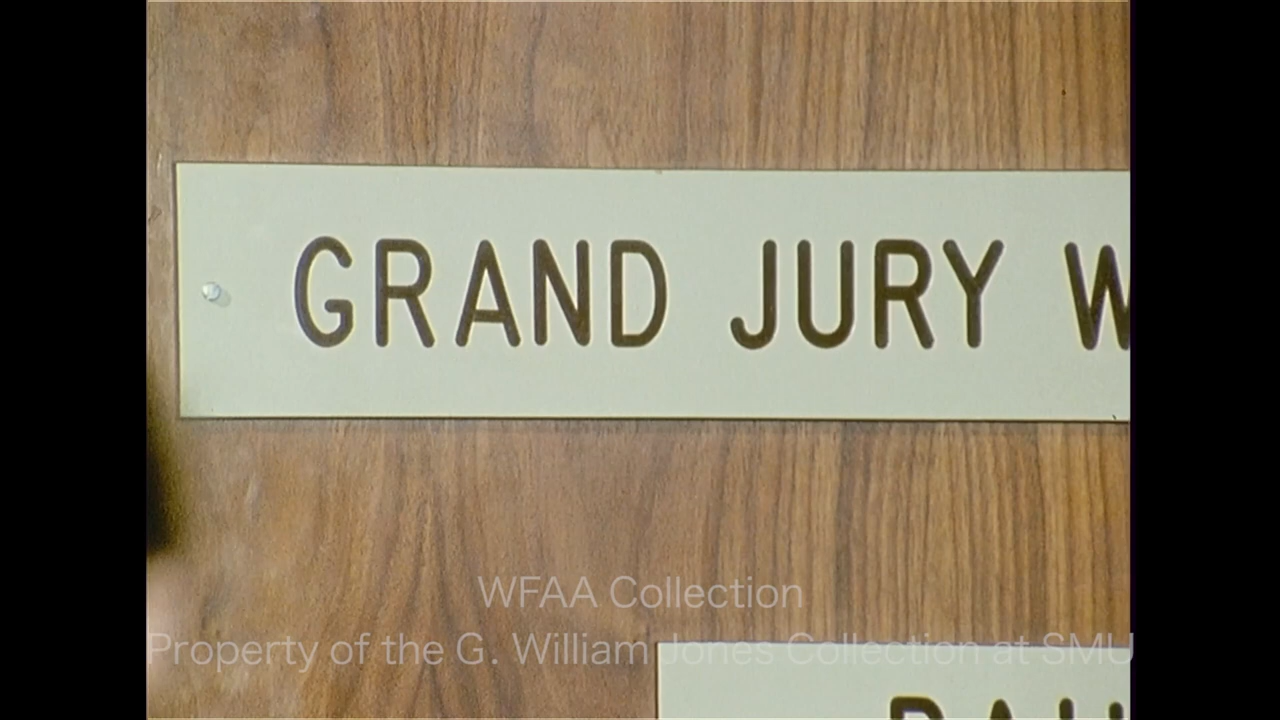 GRAND JURY W
WFAA Collection
Property of the G. William Jones Collection at SMU